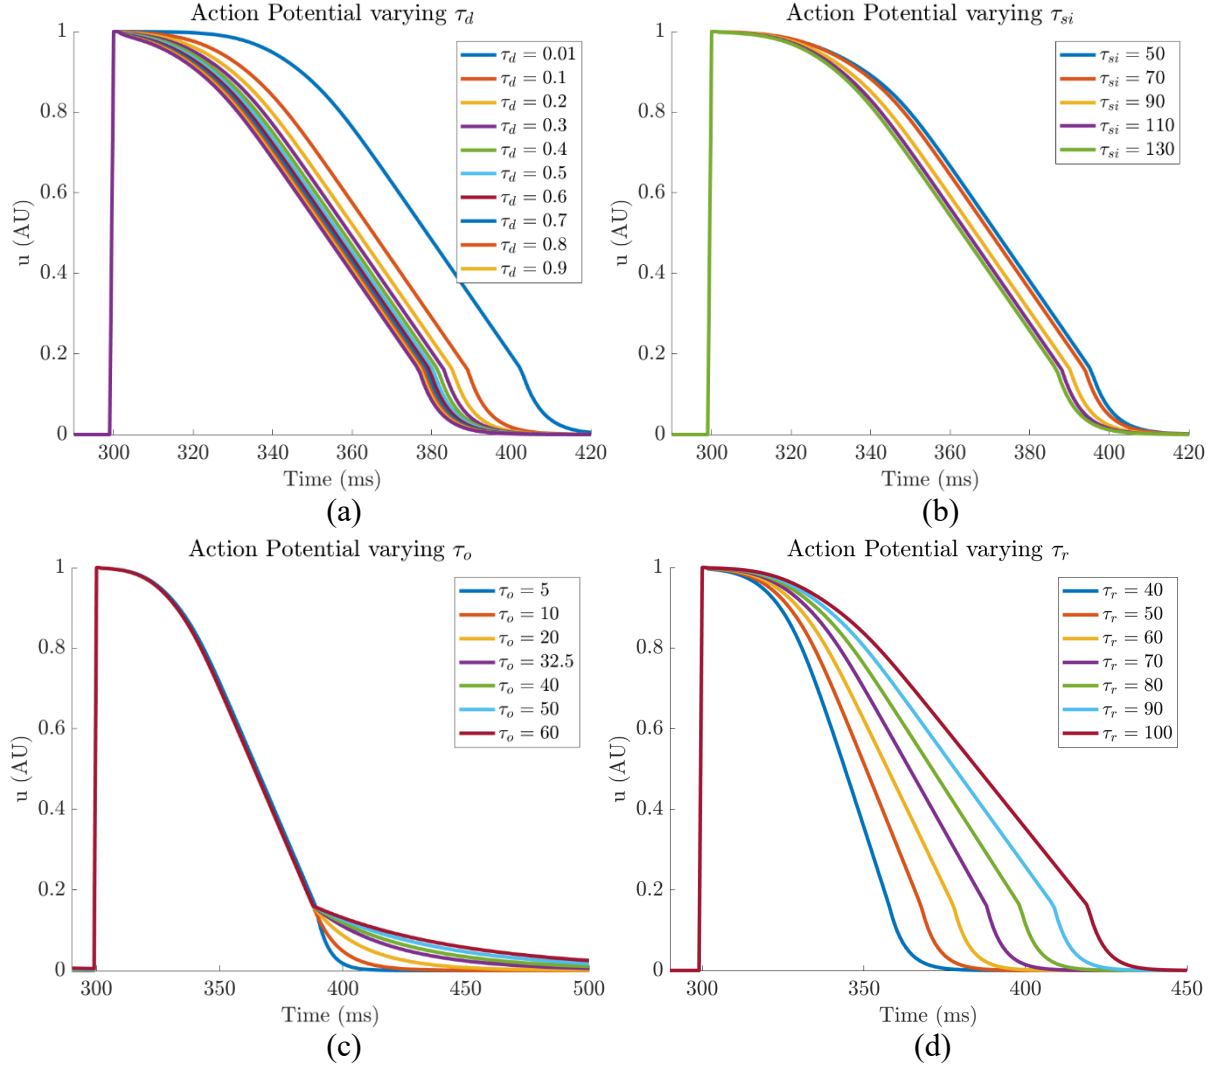 Action Potential varying τ_d
u (AU)
1
0.8
0.6
0.4
0.2
0
300 320 340 360 380 400 420
Time (ms)
τ_d = 0.01
τ_d = 0.1
τ_d = 0.2
τ_d = 0.3
τ_d = 0.4
τ_d = 0.5
τ_d = 0.6
τ_d = 0.7
τ_d = 0.8
τ_d = 0.9
(a)
Action Potential varying τ_si
u (AU)
1
0.8
0.6
0.4
0.2
0
300 320 340 360 380 400 420
Time (ms)
τ_si = 50
τ_si = 70
τ_si = 90
τ_si = 110
τ_si = 130
(b)
Action Potential varying τ_o
u (AU)
1
0.8
0.6
0.4
0.2
0
300 350 400 450 500
Time (ms)
τ_o = 5
τ_o = 10
τ_o = 20
τ_o = 32.5
τ_o = 40
τ_o = 50
τ_o = 60
(c)
Action Potential varying τ_r
u (AU)
1
0.8
0.6
0.4
0.2
0
300 350 400 450
Time (ms)
τ_r = 40
τ_r = 50
τ_r = 60
τ_r = 70
τ_r = 80
τ_r = 90
τ_r = 100
(d)